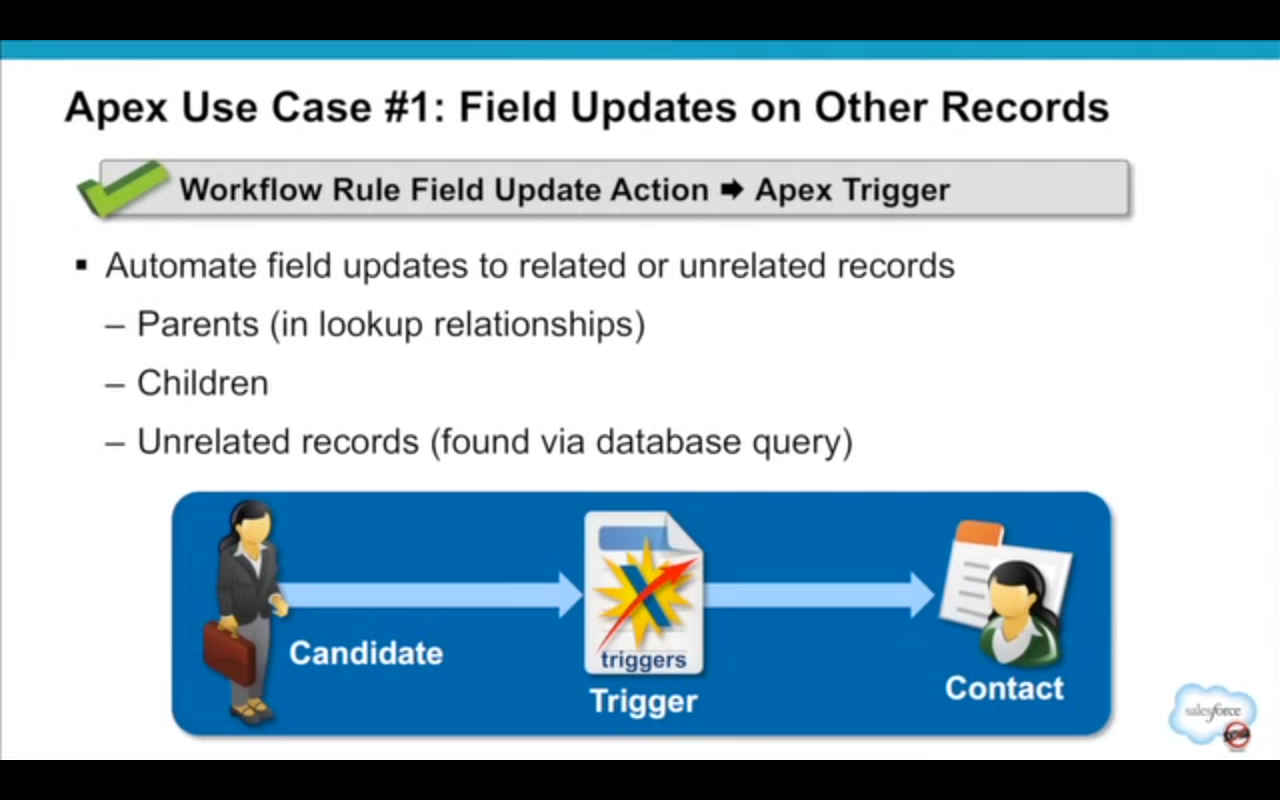 Apex Use Case #1: Field Updates on Other Records
Workflow Rule Field Update Action ➡ Apex Trigger
▪ Automate field updates to related or unrelated records
– Parents (in lookup relationships)
– Children
– Unrelated records (found via database query)
Candidate
triggers
Trigger
Contact
salesforce